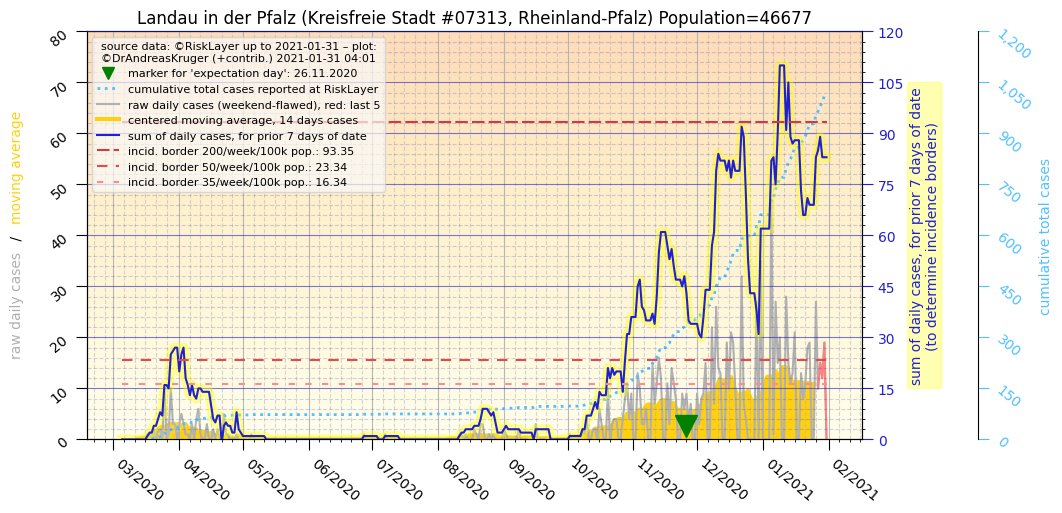 Landau in der Pfalz (Kreisfreie Stadt #07313, Rheinland-Pfalz) Population=46677
source data: ©RiskLayer up to 2021-01-31 – plot:
©DrAndreasKruger (+contrib.) 2021-01-31 04:01
marker for 'expectation day': 26.11.2020
cumulative total cases reported at RiskLayer
raw daily cases (weekend-flawed), red: last 5
centered moving average, 14 days cases
sum of daily cases, for prior 7 days of date
incid. border 200/week/100k pop.: 93.35
incid. border 50/week/100k pop.: 23.34
incid. border 35/week/100k pop.: 16.34
raw daily cases / moving average
80
70
60
50
40
30
20
10
0
03/2020
04/2020
05/2020
06/2020
07/2020
08/2020
09/2020
10/2020
11/2020
12/2020
01/2021
02/2021
120
105
90
75
60
45
30
15
0
sum of daily cases, for prior 7 days of date
(to determine incidence borders)
1,200
1,050
900
750
600
450
300
150
0
cumulative total cases